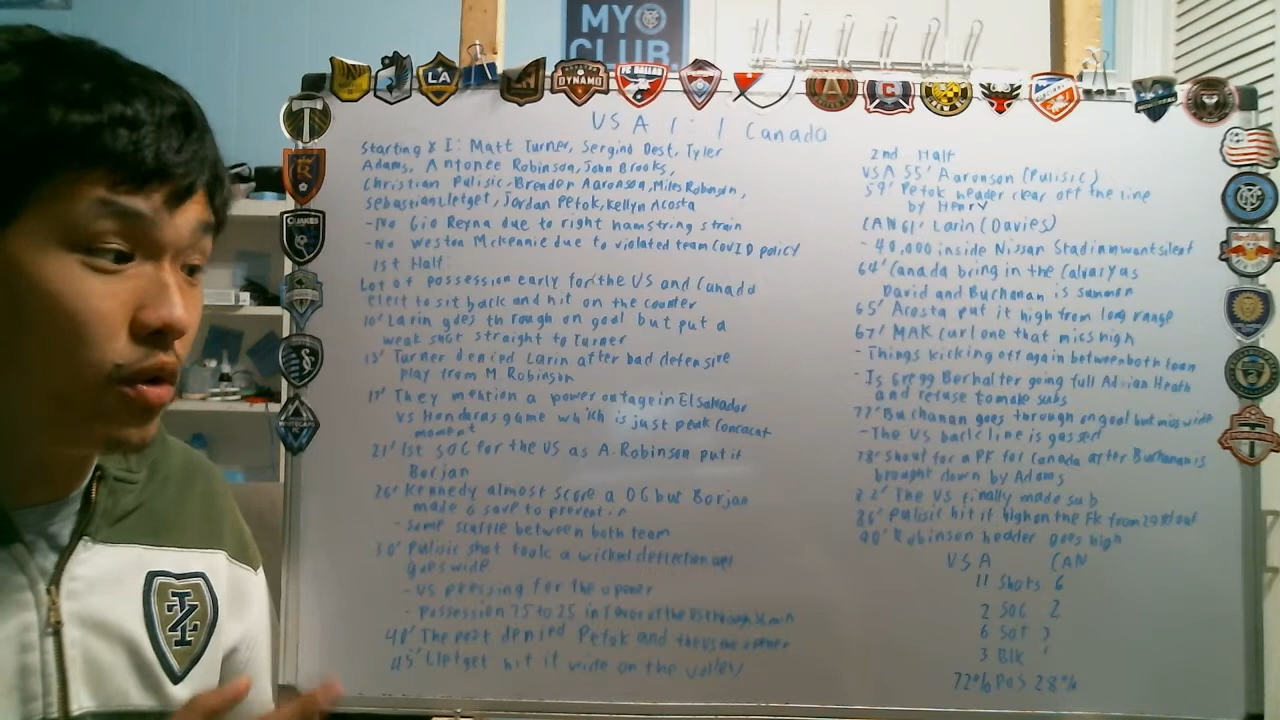 MY
CLUB.
LA
DYNAMO
FC DALLAS
QUAKES
WHITECAPS
USA 1:1 Canada
Starting XI: Matt Turner, Sergino Dest, Tyler
Adams, Antonee Robinson, John Brooks,
Christian Pulisic, Brenden Aaronson, Miles Robinson,
Sebastian Lletget, Jordan Pefok, Kellyn Acosta
-No Gio Reyna due to right hamstring strain
-No Weston Mckennie due to violated team COVID policy
1st Half:
Lot of possession early for the US and Canada
elect to sit back and hit on the counter
10' Larin goes through on goal but put a
weak shot straight to Turner
13' Turner denied Larin after bad defensive
play from M Robinson
17' They mention a power outage in El Salvador
vs Honduras game which is just peak Concacaf
moment
21' 1st SOG for the US as A. Robinson put it
Borjan
26' Kennedy almost score a OG but Borjan
made a save to prevent it
- Some scuffle between both team
30' Pulisic shot took a wicked deflection
goes wide
- US pressing for the opener
- Possession 75 to 25 in favor of the US through
40' The post denied Pefok and the US the opener
45' Lletget hit it wide on the volley
2nd Half
USA 55' Aaronson (Pulisic)
59' Pefok header clear off the line
by Henry
CAN 61' Larin (Davies)
- 40,000 inside Nissan Stadium went silent
64' Canada bring in the Calvary as
David and Buchanan is summon
65' Acosta put it high from long range
67' MAK curl one that miss high
- Things kicking off again between both team
- Is Gregg Berhalter going full Adrian Heath
and refuse to make subs
77' Buchanan goes through on goal but miss wide
- The US backline is gassed
78' Shout for a PK for Canada after Buchanan is
brought down by Adams
The US finally made sub
86' Pulisic hit it high on the FK from 29 yd out
90' Robinson header goes high
USA CAN
11 Shots 6
2 SOG 2
6 SOT 3
3 Blk
72% Pos 28%